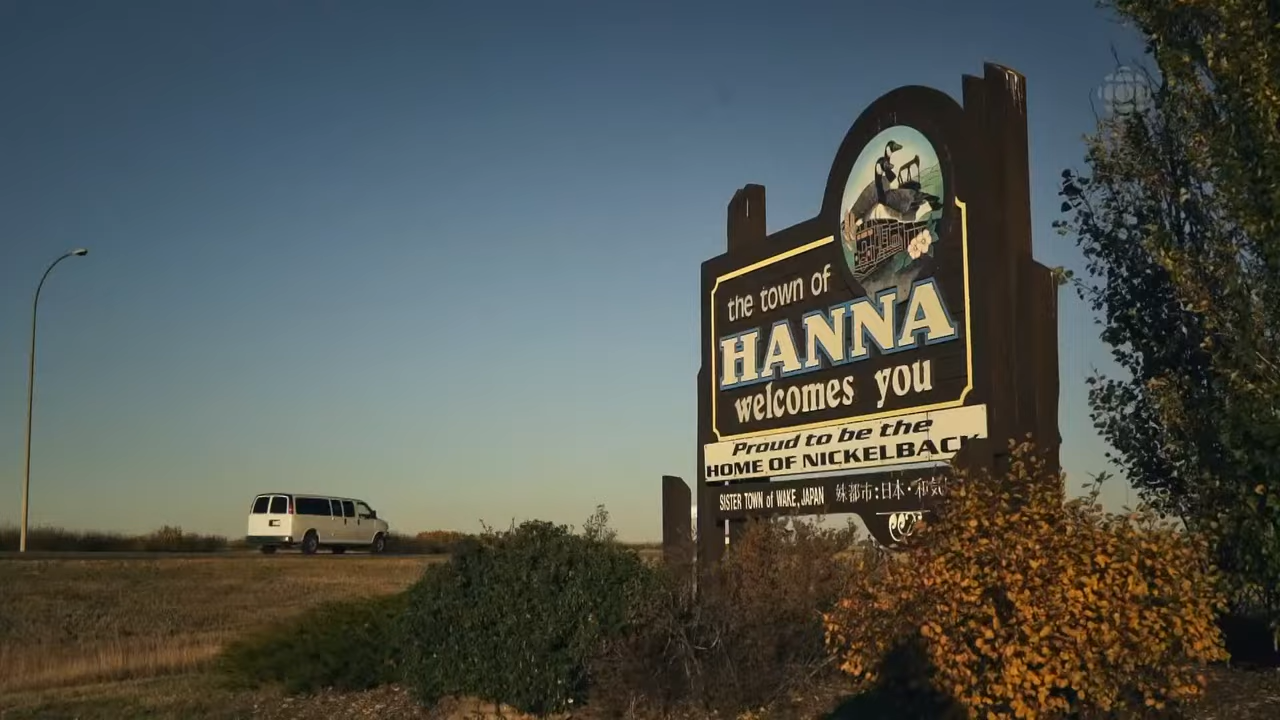 the town of
HANNA
welcomes you
Proud to be the
HOME OF NICKELBACK
SISTER TOWN of WAKE, JAPAN 姉都市:日本・和気